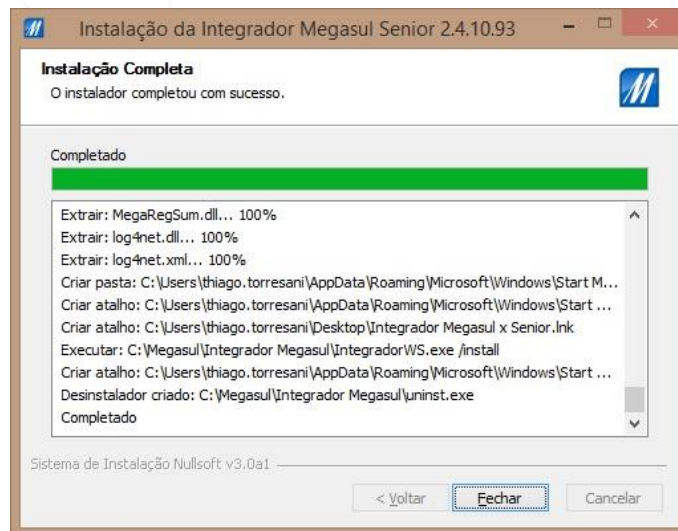 Instalação da Integrador Megasul Senior 2.4.10.93
Instalação Completa
O instalador completou com sucesso.
Completado
Extrair: MegaRegSum.dll... 100%
Extrair: log4net.dll... 100%
Extrair: log4net.xml... 100%
Criar pasta: C:\Users\thiago.torresani\AppData\Roaming\Microsoft\Windows\Start M...
Criar atalho: C:\Users\thiago.torresani\AppData\Roaming\Microsoft\Windows\Start ...
Criar atalho: C:\Users\thiago.torresani\Desktop\Integrador Megasul x Senior.lnk
Executar: C:\Megasul\Integrador Megasul\IntegradorWS.exe /install
Criar atalho: C:\Users\thiago.torresani\AppData\Roaming\Microsoft\Windows\Start ...
Desinstalador criado: C:\Megasul\Integrador Megasul\uninst.exe
Completado
Sistema de Instalação Nullsoft v3.0a1
< Voltar Fechar Cancelar